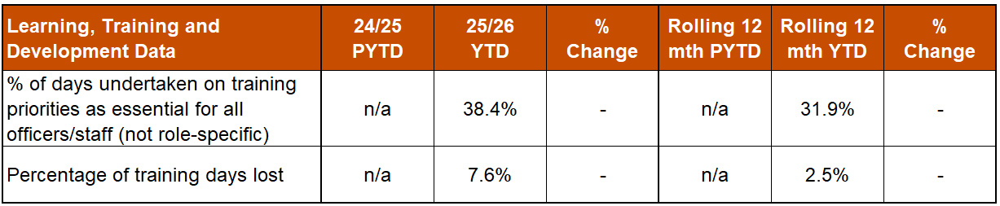 Learning, Training and Development Data
24/25 PYTD
25/26 YTD
% Change
Rolling 12 mth PYTD
Rolling 12 mth YTD
% Change
% of days undertaken on training
priorities as essential for all
officers/staff (not role-specific)
n/a
38.4%
-
n/a
31.9%
-
Percentage of training days lost
n/a
7.6%
-
n/a
2.5%
-